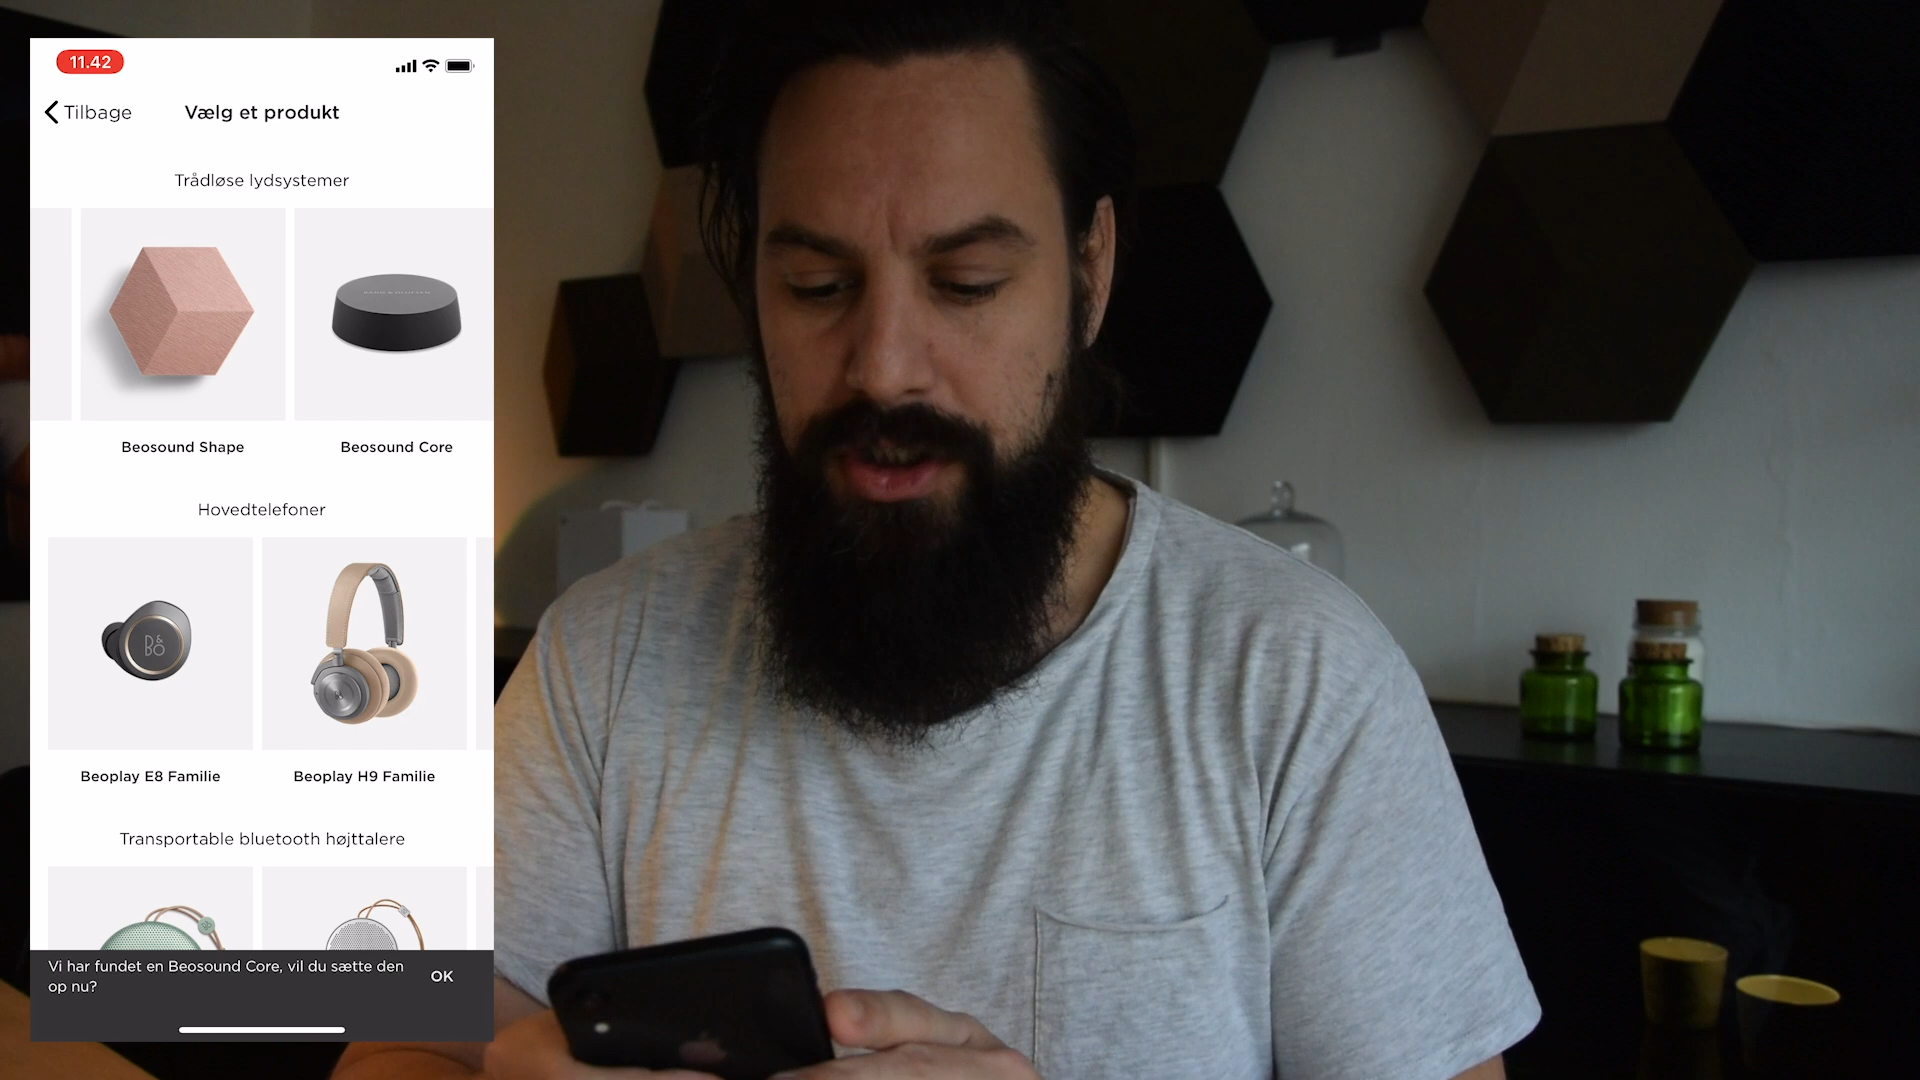 11.42
Tilbage
Vælg et produkt
Trådløse lydsystemer
Beosound Shape
Beosound Core
Hovedtelefoner
B&O
Beoplay E8 Familie
Beoplay H9 Familie
Transportable bluetooth højttalere
Vi har fundet en Beosound Core, vil du sætte den
op nu?
OK